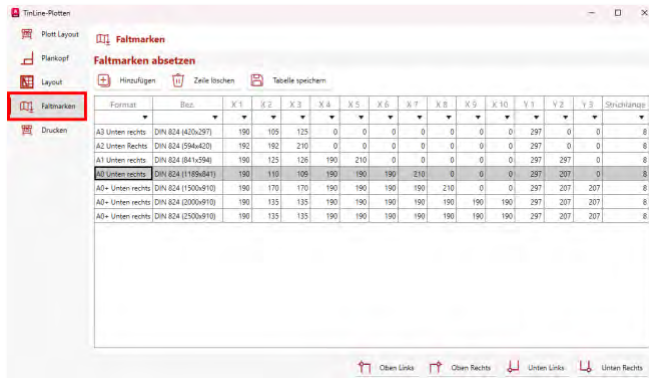 TinLine-Plotten
Plott Layout
Plankopf
Layout
Faltmarken
Drucken
Faltmarken
Faltmarken absetzen
Hinzufügen Zeile löschen Tabelle speichern
Format Bez. X 1 X 2 X 3 X 4 X 5 X 6 X 7 X 8 X 9 X 10 Y 1 Y 2 Y 3 Strichlänge
A3 Unten rechts DIN 824 (420x297) 190 105 125 0 0 0 0 0 0 0 297 0 0 8
A2 Unten Rechts DIN 824 (594x420) 192 192 210 0 0 0 0 0 0 0 297 0 0 8
A1 Unten rechts DIN 824 (841x594) 190 125 126 190 210 0 0 0 0 0 297 297 0 8
A0 Unten rechts DIN 824 (1189x841) 190 110 109 190 190 190 210 0 0 0 297 207 0 8
A0+ Unten rechts DIN 824 (1500x910) 190 170 170 190 190 190 190 210 0 0 297 207 207 8
A0+ Unten rechts DIN 824 (2000x910) 190 135 135 190 190 190 190 190 190 190 297 207 207 8
A0+ Unten rechts DIN 824 (2500x910) 190 135 135 190 190 190 190 190 190 190 297 207 207 8
Oben Links Oben Rechts Unten Links Unten Rechts